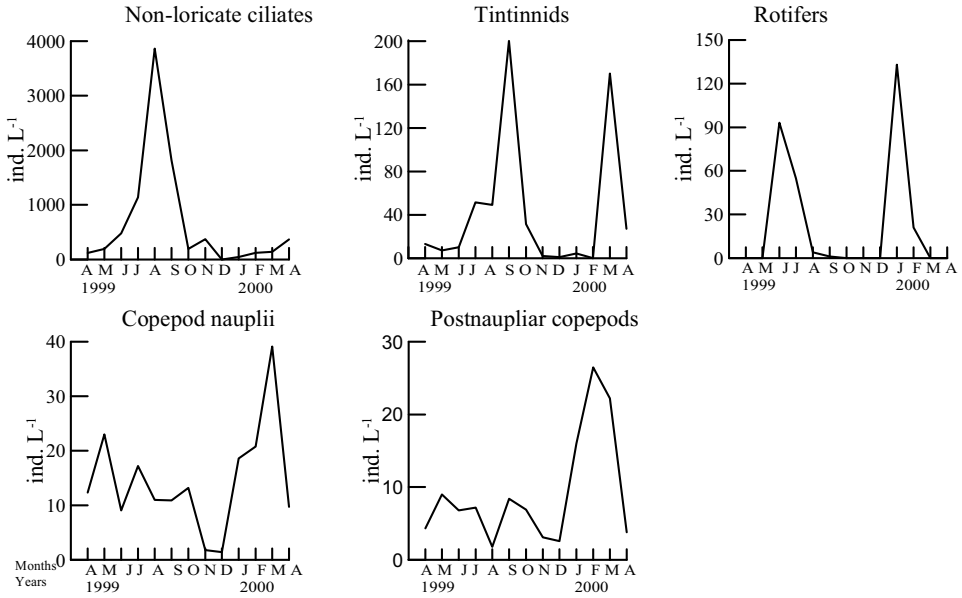 Non-loricate ciliates
4000
3000
2000
1000
0
ind. L-1
A M J J A S O N D J F M A
1999 2000
Tintinnids
200
160
120
80
40
0
ind. L-1
A M J J A S O N D J F M A
1999 2000
Rotifers
150
120
90
60
30
0
ind. L-1
A M J J A S O N D J F M A
1999 2000
Copepod nauplii
40
30
20
10
0
ind. L-1
Months A M J J A S O N D J F M A
Years 1999 2000
Postnaupliar copepods
30
20
10
0
ind. L-1
A M J J A S O N D J F M A
1999 2000